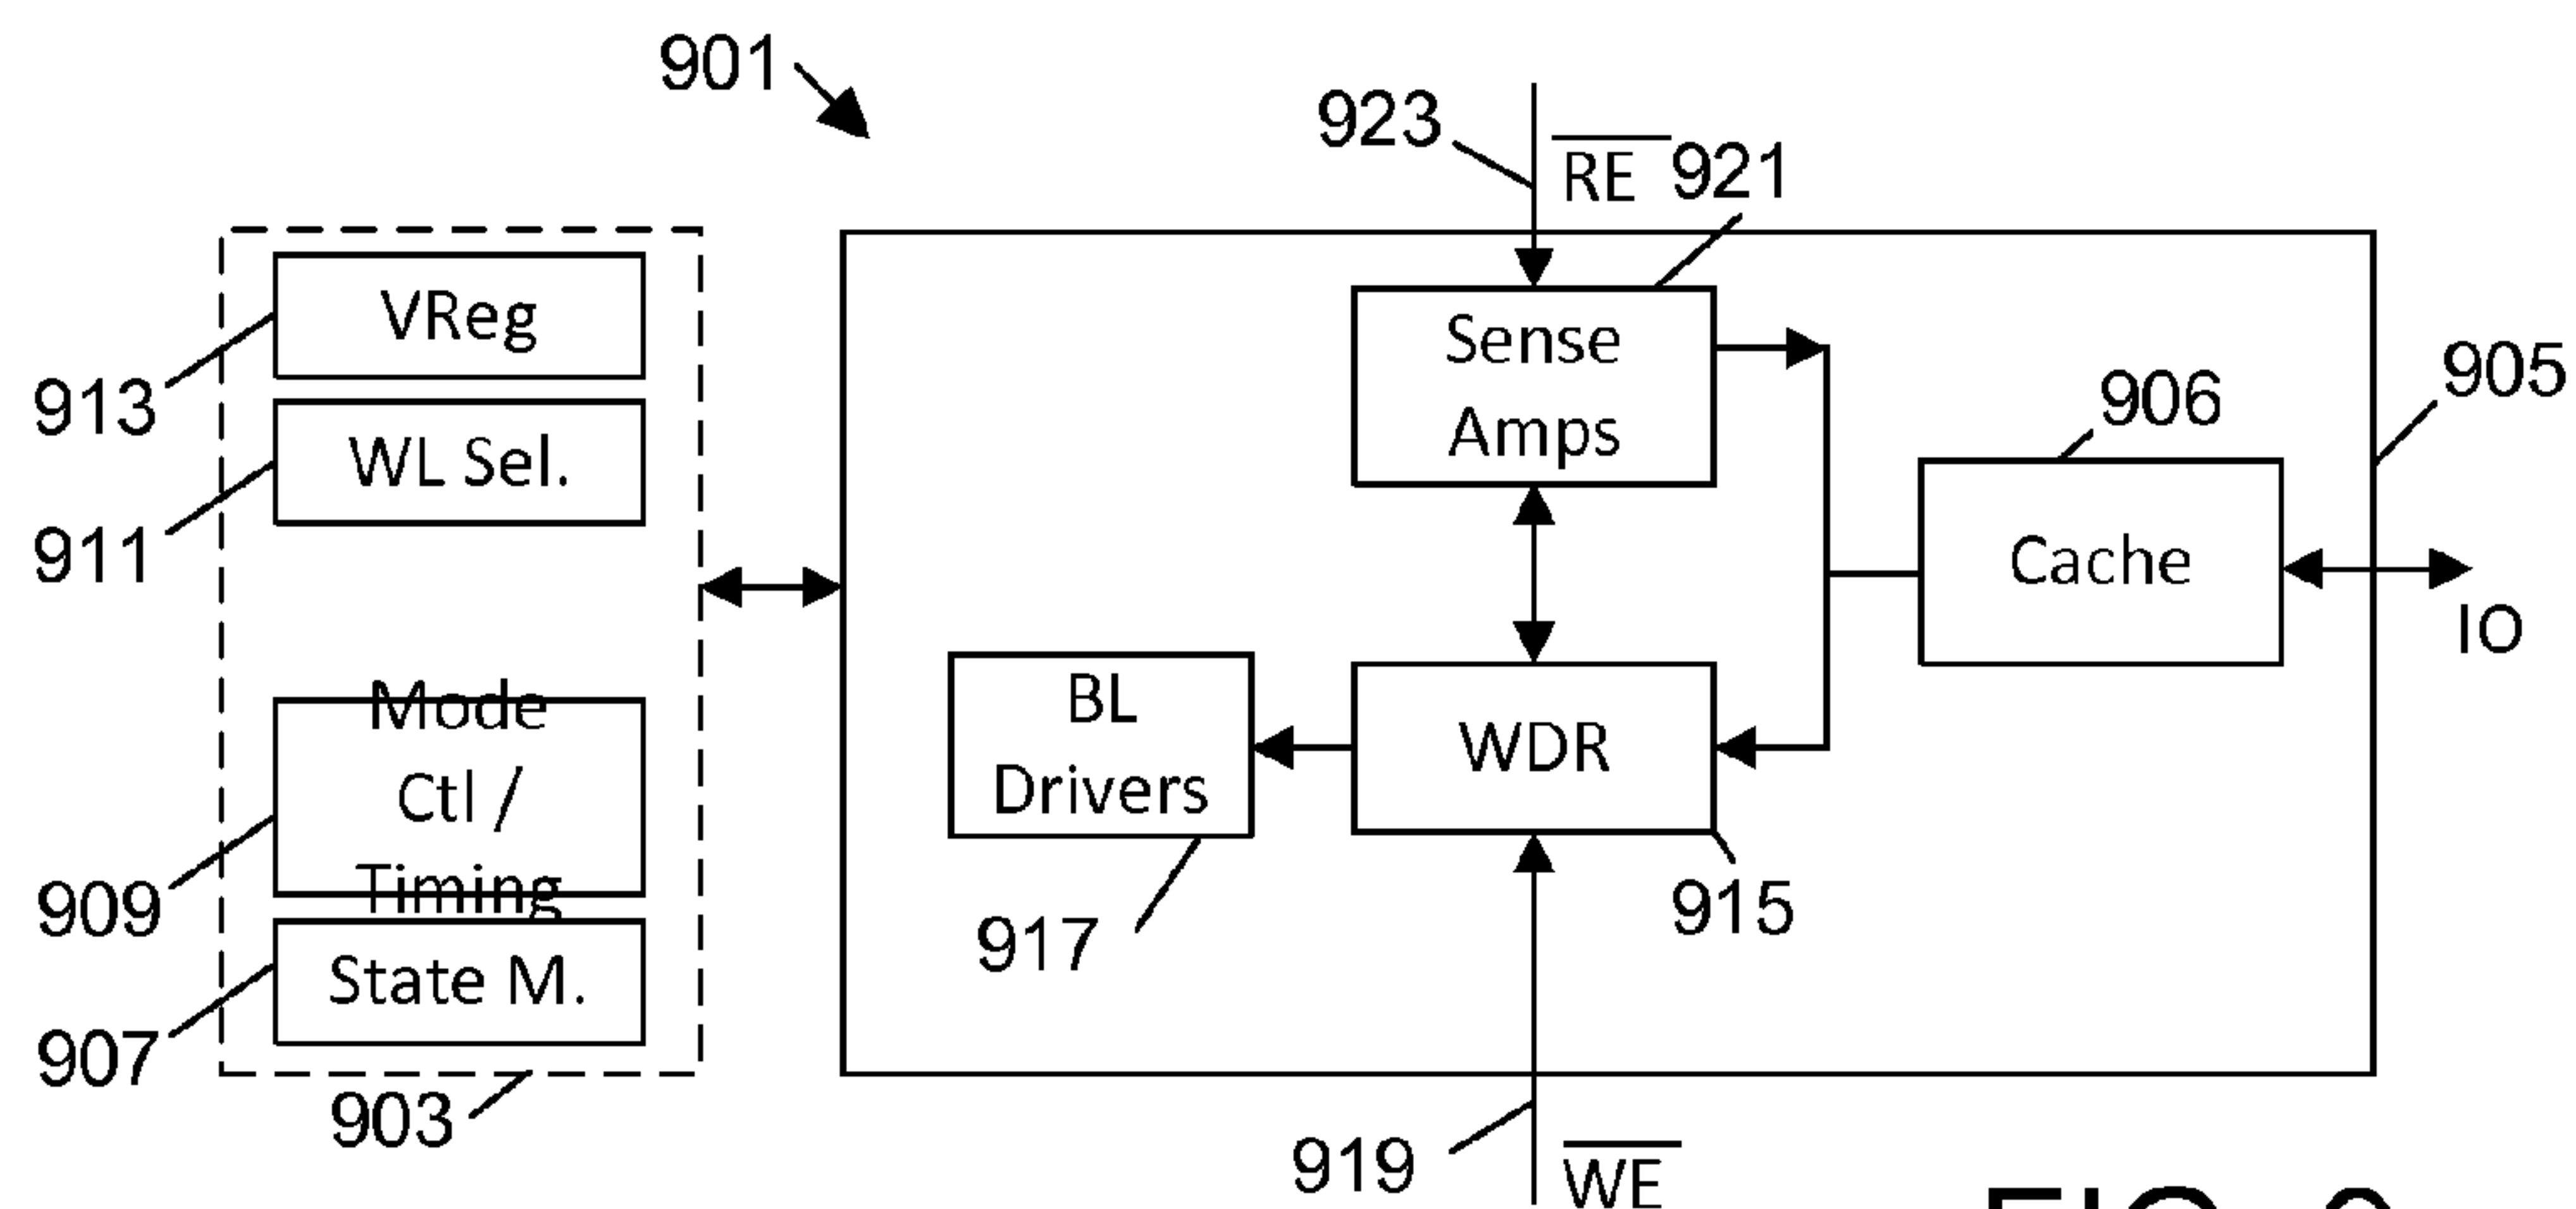 901
923
RE
921
VReg
Sense
Amps
905
913
906
WL Sel.
Cache
911
IO
Mode
Ctl /
Timing
BL
Drivers
WDR
909
917
915
State M.
907
903
919
WE